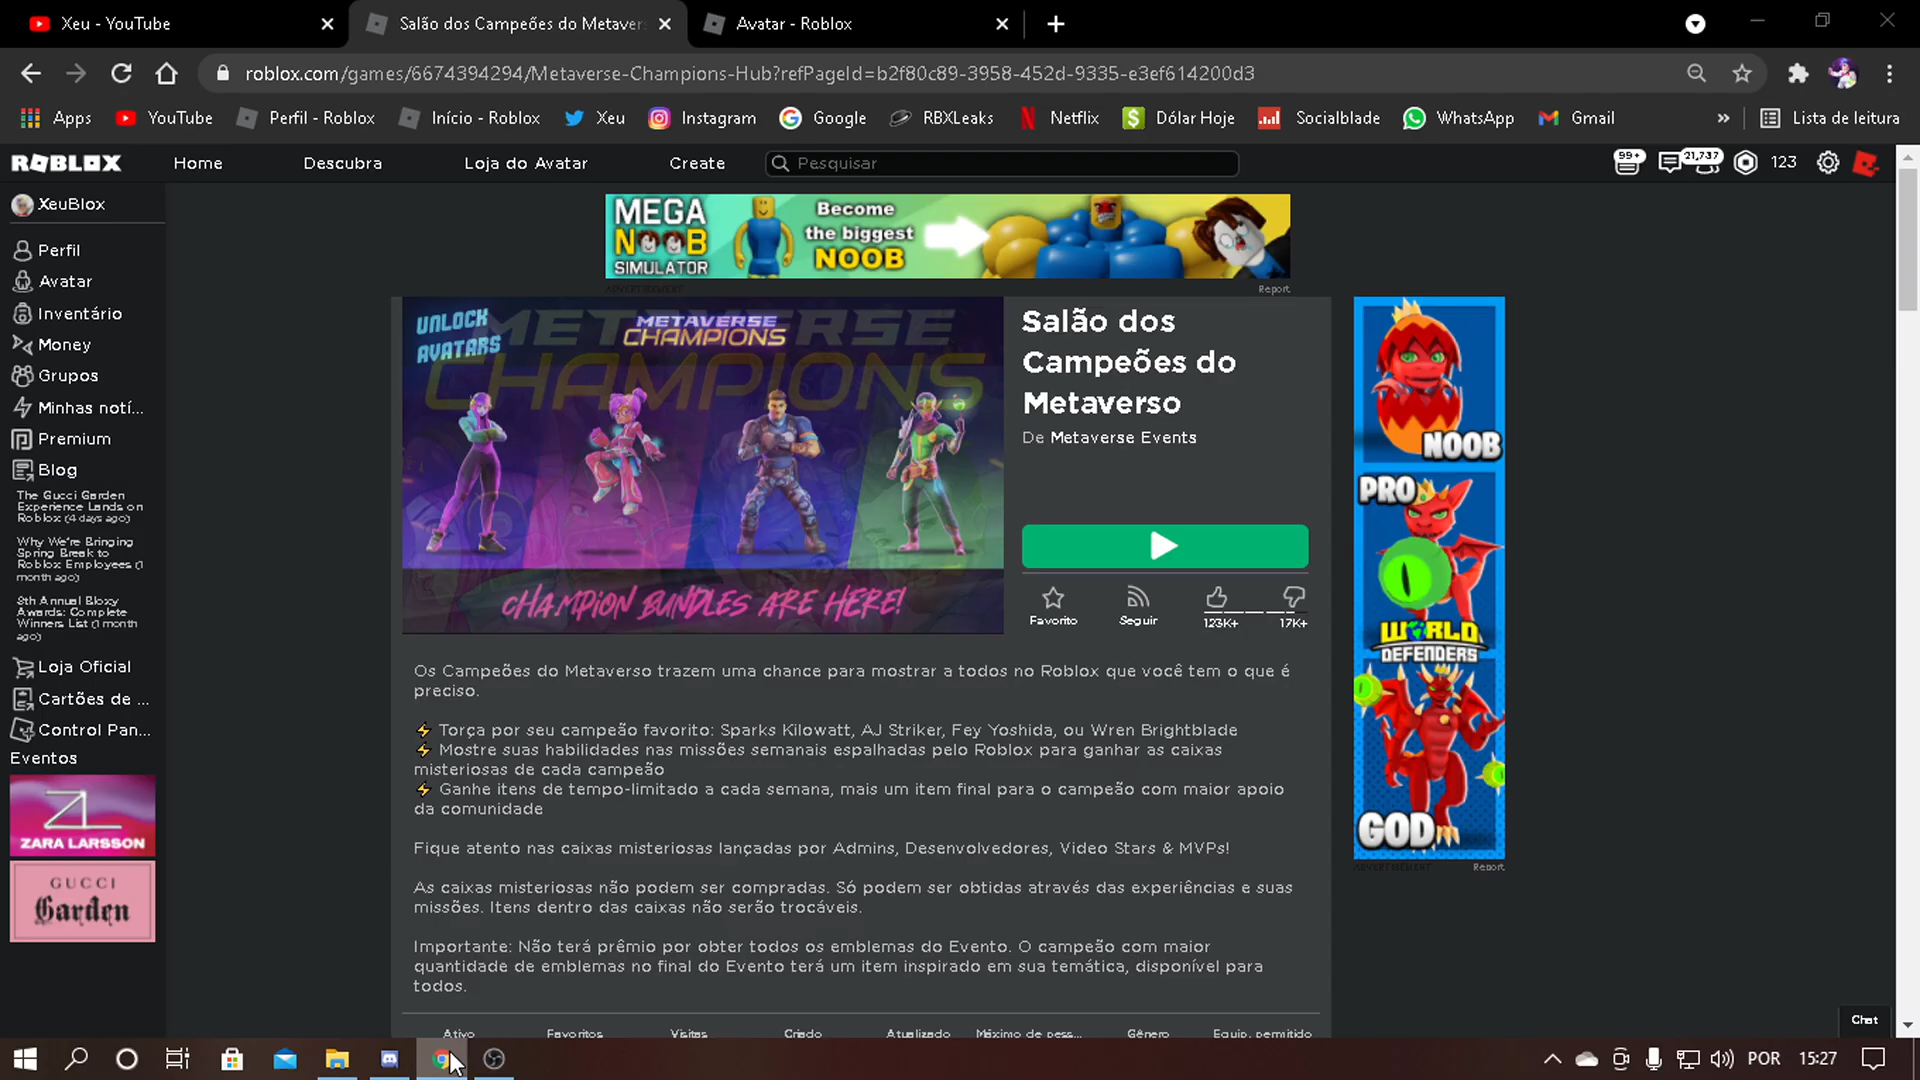 Xeu - YouTube
Salão dos Campeões do Metavers
Avatar - Roblox
roblox.com/games/6674394294/Metaverse-Champions-Hub?refPageId=b2f80c89-3958-452d-9335-e3ef614200d3
Apps
YouTube
Perfil - Roblox
Início - Roblox
Xeu
Instagram
Google
RBXLeaks
Netflix
Dólar Hoje
Socialblade
WhatsApp
Gmail
»
Lista de leitura
ROBLOX
Home
Descubra
Loja do Avatar
Create
Pesquisar
99+
21,737
123
XeuBlox
Perfil
Avatar
Inventário
Money
Grupos
Minhas notí...
Premium
Blog
The Gucci Garden
Experience Lands on
Roblox (4 days ago)
Why We're Bringing
Spring Break to
Roblox Employees (1
month ago)
8th Annual Bloxy
Awards: Complete
Winners List (1 month
ago)
Loja Oficial
Cartões de ...
Control Pan...
Eventos
ZARA LARSSON
GUCCI
Garden
MEGA
NOOB
SIMULATOR
Become
the biggest
NOOB
ADVERTISEMENT
Report
UNLOCK
AVATARS
METAVERSE
CHAMPIONS
METAVERSE
CHAMPIONS
CHAMPION BUNDLES ARE HERE!
Salão dos
Campeões do
Metaverso
De Metaverse Events
Favorito
Seguir
123K+
17K+
Os Campeões do Metaverso trazem uma chance para mostrar a todos no Roblox que você tem o que é
preciso.
⚡ Torça por seu campeão favorito: Sparks Kilowatt, AJ Striker, Fey Yoshida, ou Wren Brightblade
⚡ Mostre suas habilidades nas missões semanais espalhadas pelo Roblox para ganhar as caixas
misteriosas de cada campeão
⚡ Ganhe itens de tempo-limitado a cada semana, mais um item final para o campeão com maior apoio
da comunidade
Fique atento nas caixas misteriosas lançadas por Admins, Desenvolvedores, Video Stars & MVPs!
As caixas misteriosas não podem ser compradas. Só podem ser obtidas através das experiências e suas
missões. Itens dentro das caixas não serão trocáveis.
Importante: Não terá prêmio por obter todos os emblemas do Evento. O campeão com maior
quantidade de emblemas no final do Evento terá um item inspirado em sua temática, disponível para
todos.
Ativo
Favoritos
Visitas
Criado
Atualizado
Máximo de pess...
Gênero
Equip. permitido
NOOB
PRO
WORLD
DEFENDERS
GOD
ADVERTISEMENT
Report
Chat
POR
15:27